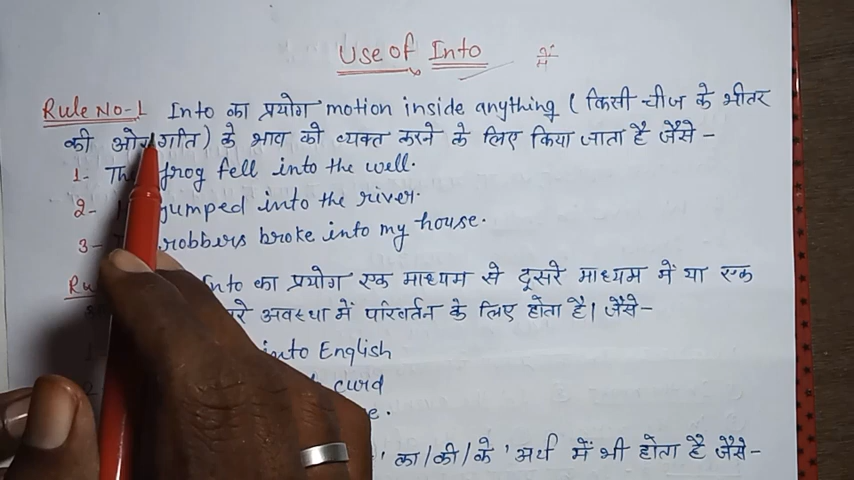 Use of Into
Rule No-1 Into का प्रयोग motion inside anything ( किसी चीज के भीतर
की ओर गति) के भाव को व्यक्त करने के लिए किया जाता है जैसे -
1- The frog fell into the well.
2- jumped into the river.
3- robbers broke into my house.
Into का प्रयोग एक माध्यम से दूसरे माध्यम में या एक
अवस्था में परिवर्तन के लिए होता है। जैसे-
into English
curd
' का/की/के ' अर्थ में भी होता है जैसे-